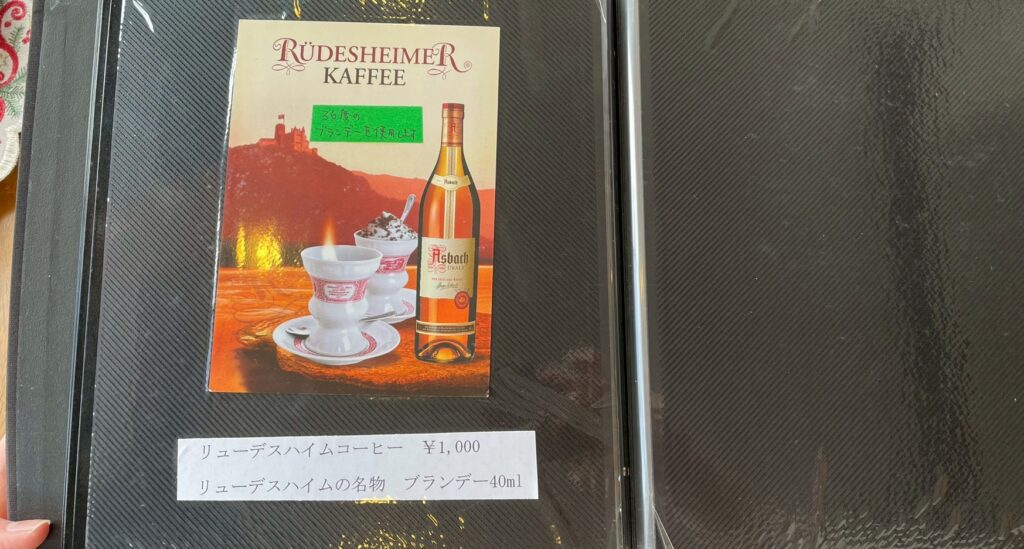 RÜDESHEIMER®
KAFFEE
36度の
ブランデーを使用します
Asbach
Asbach
URALT
リューデスハイムコーヒー　￥1,000
リューデスハイムの名物　ブランデー40ml